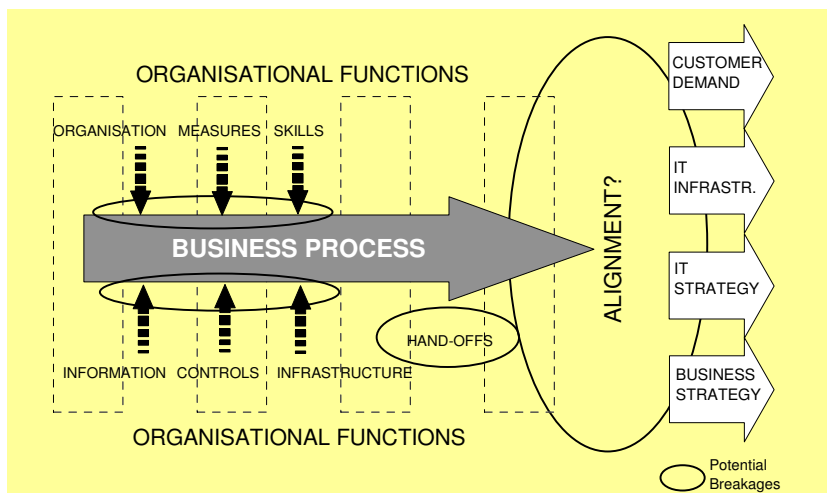 ORGANISATIONAL FUNCTIONS
ORGANISATION MEASURES SKILLS
BUSINESS PROCESS
HAND-OFFS
INFORMATION CONTROLS INFRASTRUCTURE
ORGANISATIONAL FUNCTIONS
ALIGNMENT?
CUSTOMER
DEMAND
IT
INFRASTR.
IT
STRATEGY
BUSINESS
STRATEGY
Potential
Breakages